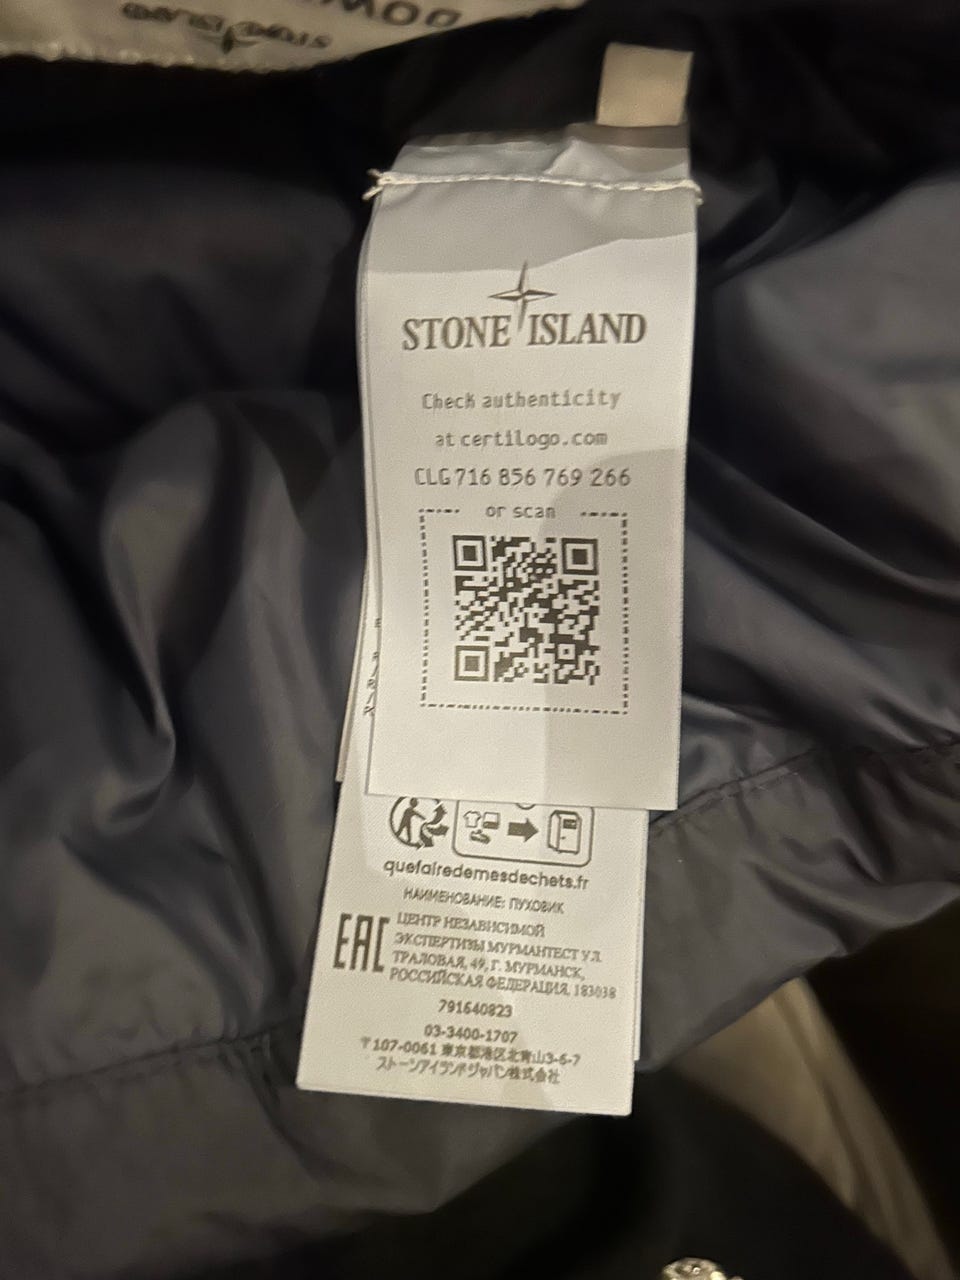 STONE ISLAND
Check authenticity
at certilogo.com
CLG 716 856 769 266
or scan
quefairedemesdechets.fr
НАИМЕНОВАНИЕ: ПУХОВИК
EAC
ЦЕНТР НЕЗАВИСИМОЙ
ЭКСПЕРТИЗЫ МУРМАНТЕСТ УЛ.
ТРАЛОВАЯ, 49, Г. МУРМАНСК,
РОССИЙСКАЯ ФЕДЕРАЦИЯ, 183038
791640823
03-3400-1707
〒107-0061 東京都港区北青山3-6-7
ストーンアイランドジャパン株式会社